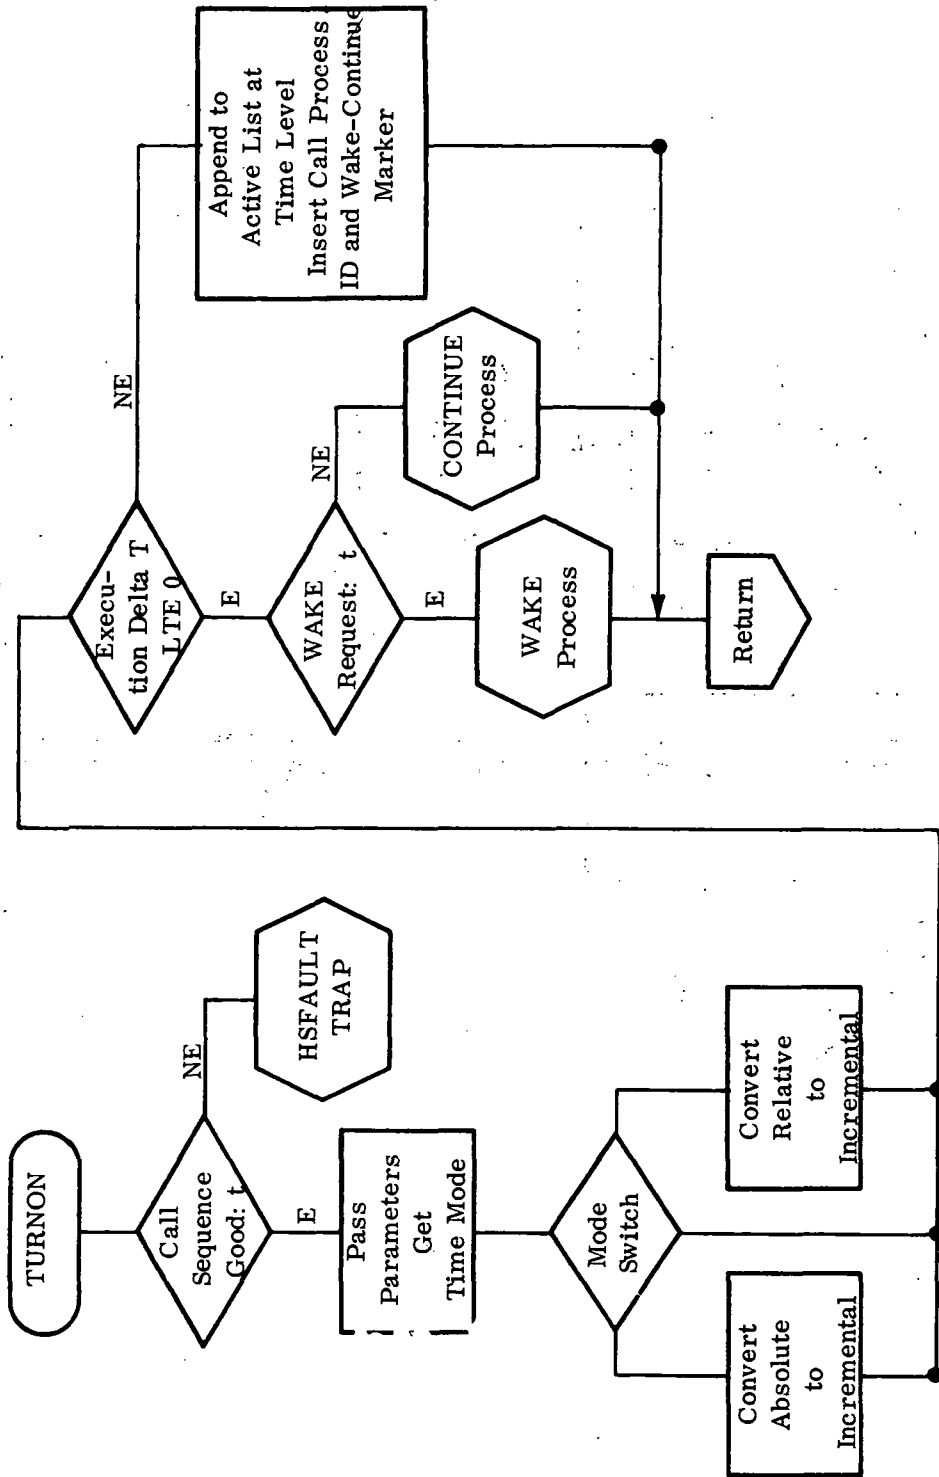 TURNON
Call
Sequence
Good: t
NE
HSFAULT
TRAP
E
Pass
Parameters
Get
Time Mode
Mode
Switch
Convert
Absolute
to
Incremental
Convert
Relative
to
Incremental
Execu-
tion Delta T
LTE 0
NE
Append to
Active List at
Time Level
Insert Call Process
ID and Wake-Continue
Marker
E
WAKE
Request: t
NE
CONTINUE
Process
E
WAKE
Process
Return